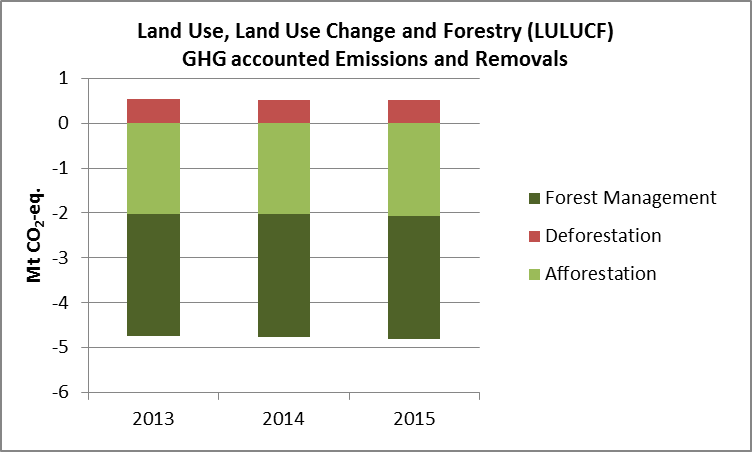 Land Use, Land Use Change and Forestry (LULUCF)
GHG accounted Emissions and Removals
Mt CO₂-eq.
1
0
-1
-2
-3
-4
-5
-6
2013 2014 2015
Forest Management
Deforestation
Afforestation